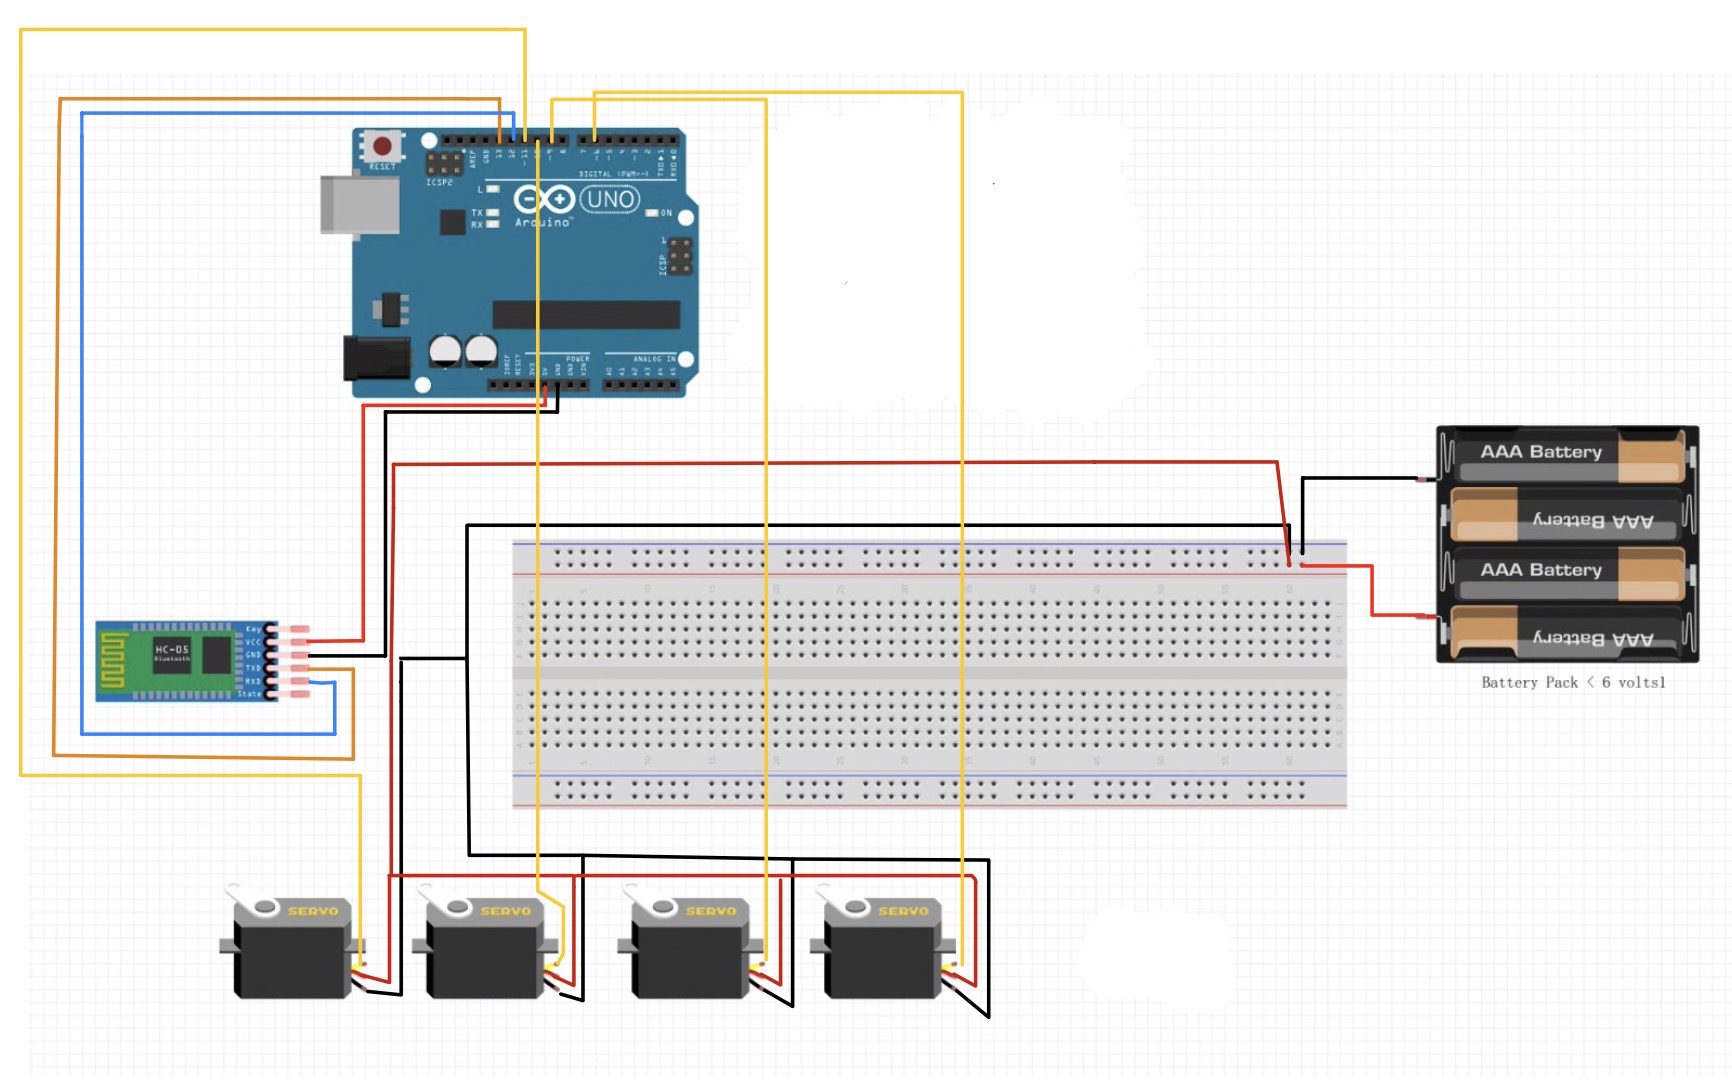 RESET
ICSP2
AREF
GND
13
12
~11
~9
8
7
~6
~5
4
~3
2
TXO▶1
RXO◀0
DIGITAL (PWM~)
L
TX
RX
Arduino™
UNO
ON
1
ICSP
IOREF
RESET
3V3
5V
GND
GND
VIN
POWER
ANALOG IN
A0
A1
A2
A3
A4
A5
AAA Battery
AAA Battery
AAA Battery
AAA Battery
Battery Pack < 6 volts1
HC-05
Bluetooth
Key
VCC
GND
TXD
RXD
State
SERVO
SERVO
SERVO
SERVO